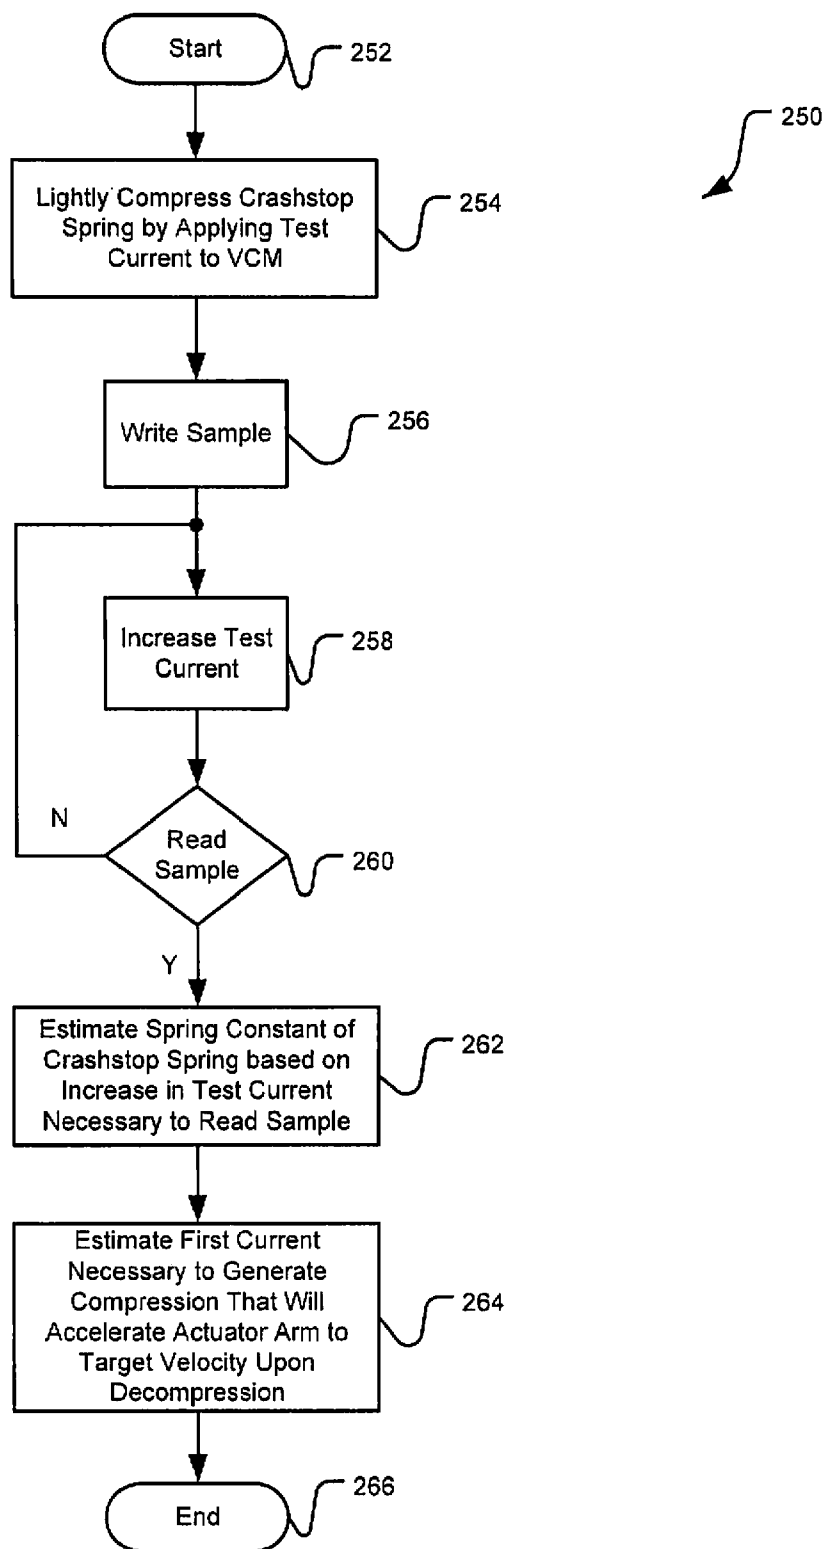 Start
252
250
Lightly Compress Crashstop
Spring by Applying Test
Current to VCM
254
Write Sample
256
Increase Test
Current
258
N
Read
Sample
260
Y
Estimate Spring Constant of
Crashstop Spring based on
Increase in Test Current
Necessary to Read Sample
262
Estimate First Current
Necessary to Generate
Compression That Will
Accelerate Actuator Arm to
Target Velocity Upon
Decompression
264
End
266